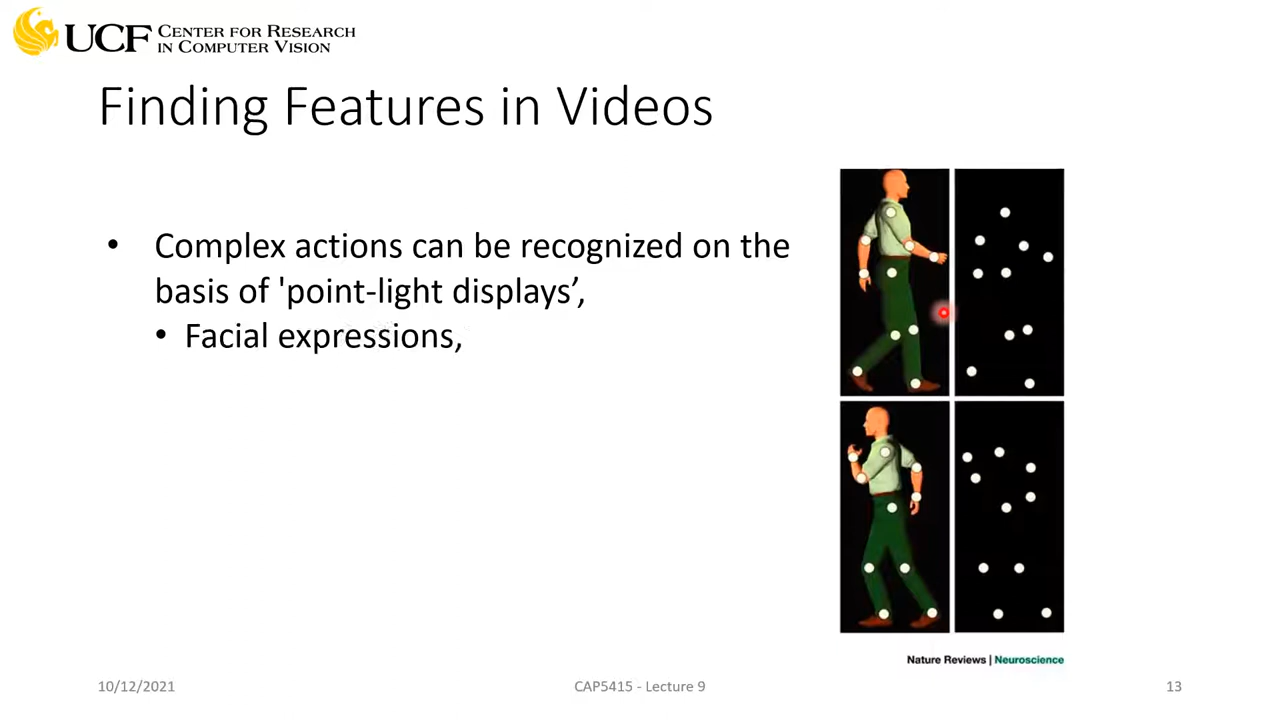 UCF CENTER FOR RESEARCH
IN COMPUTER VISION
Finding Features in Videos
• Complex actions can be recognized on the
basis of 'point-light displays’,
• Facial expressions,
Nature Reviews | Neuroscience
10/12/2021
CAP5415 - Lecture 9
13